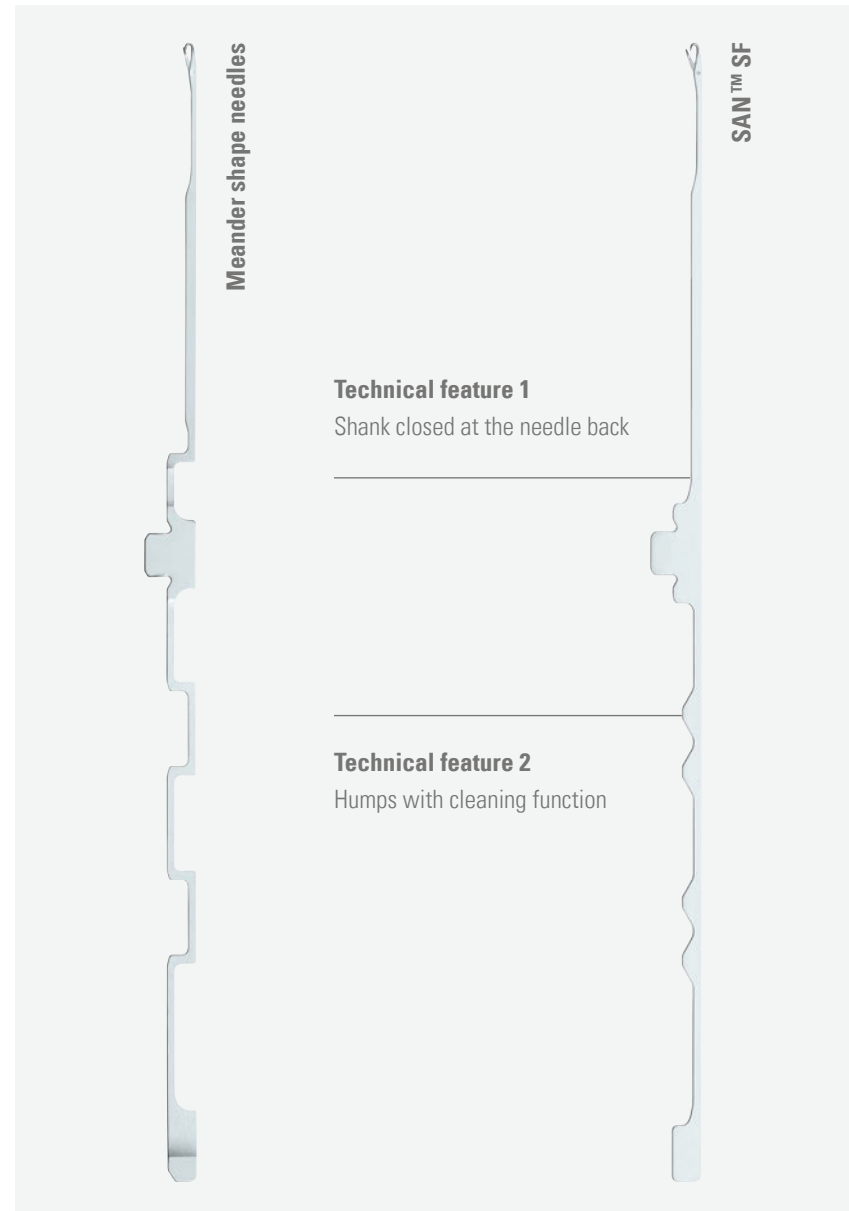 Meander shape needles
SAN™ SF
Technical feature 1
Shank closed at the needle back
Technical feature 2
Humps with cleaning function